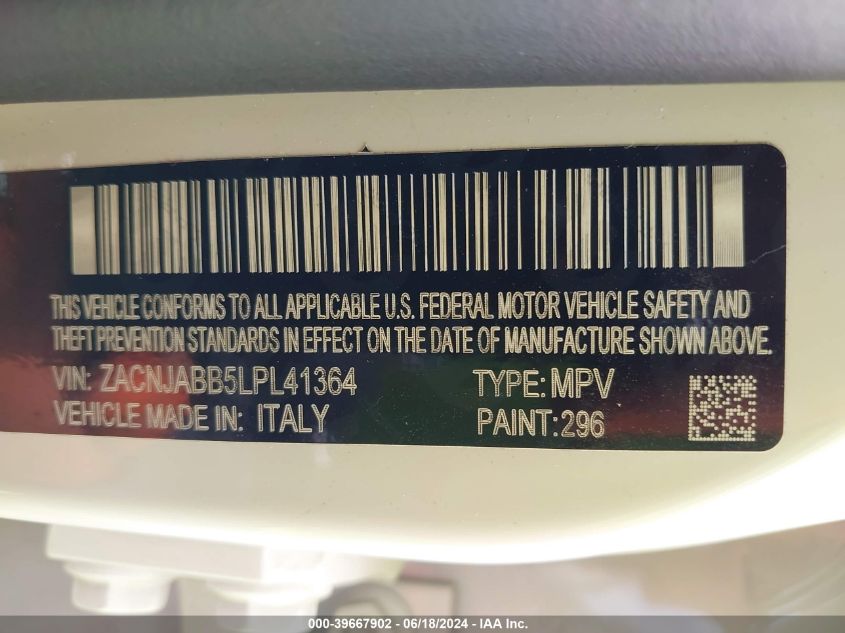 THIS VEHICLE CONFORMS TO ALL APPLICABLE U.S. FEDERAL MOTOR VEHICLE SAFETY AND
THEFT PREVENTION STANDARDS IN EFFECT ON THE DATE OF MANUFACTURE SHOWN ABOVE.
VIN: ZACNJABB5LPL41364 TYPE: MPV
VEHICLE MADE IN: ITALY PAINT: 296
000-39667902 - 06/18/2024 - IAA Inc.